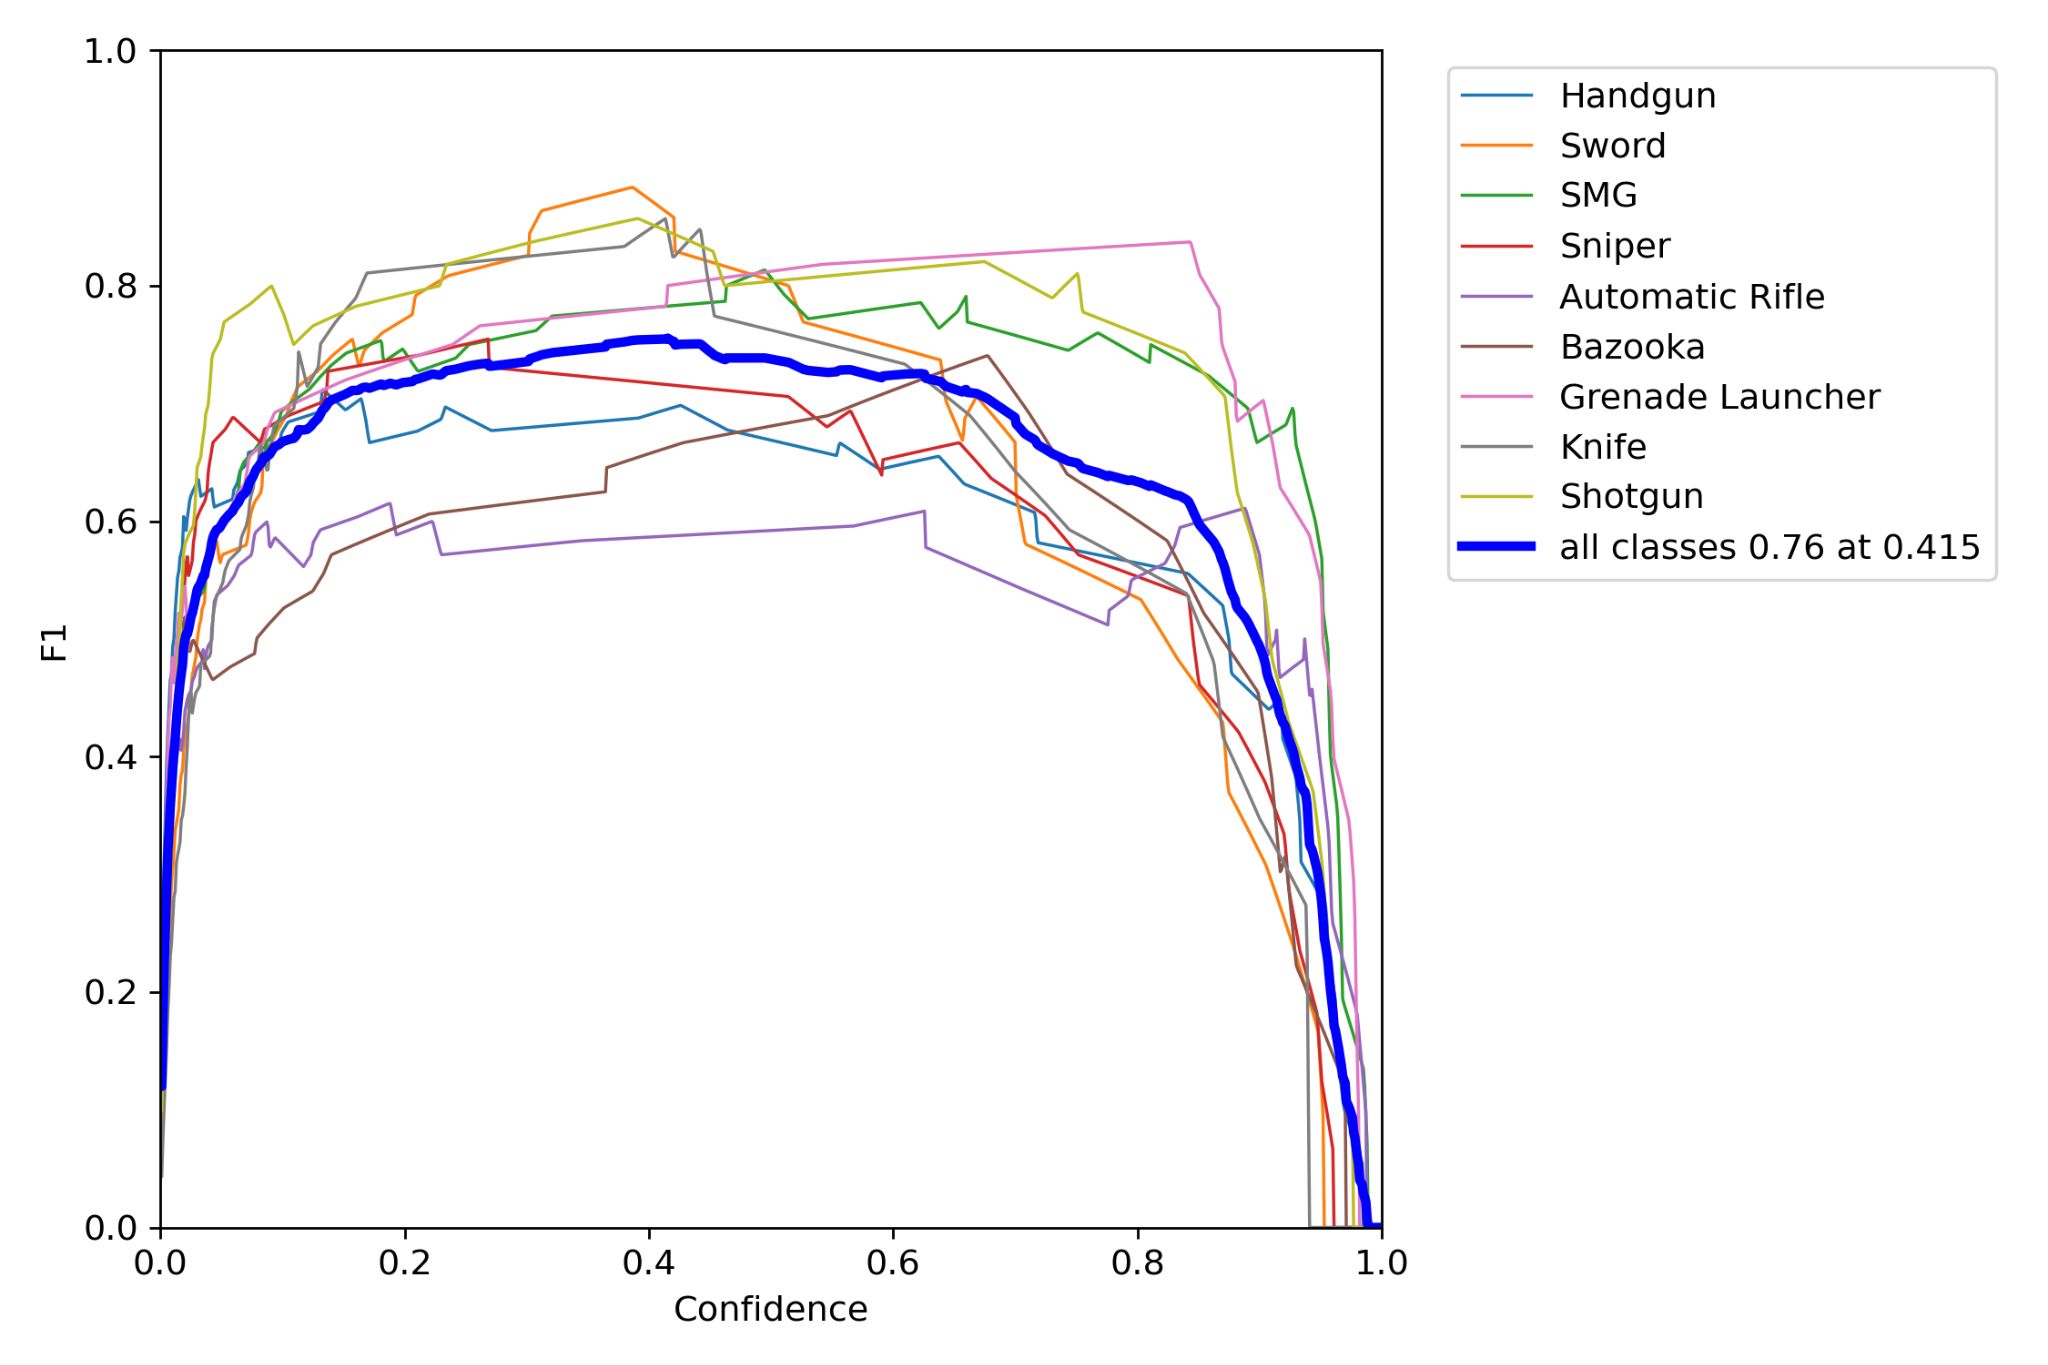 1.0
0.8
0.6
0.4
0.2
0.0
F1
0.0 0.2 0.4 0.6 0.8 1.0
Confidence
Handgun
Sword
SMG
Sniper
Automatic Rifle
Bazooka
Grenade Launcher
Knife
Shotgun
all classes 0.76 at 0.415